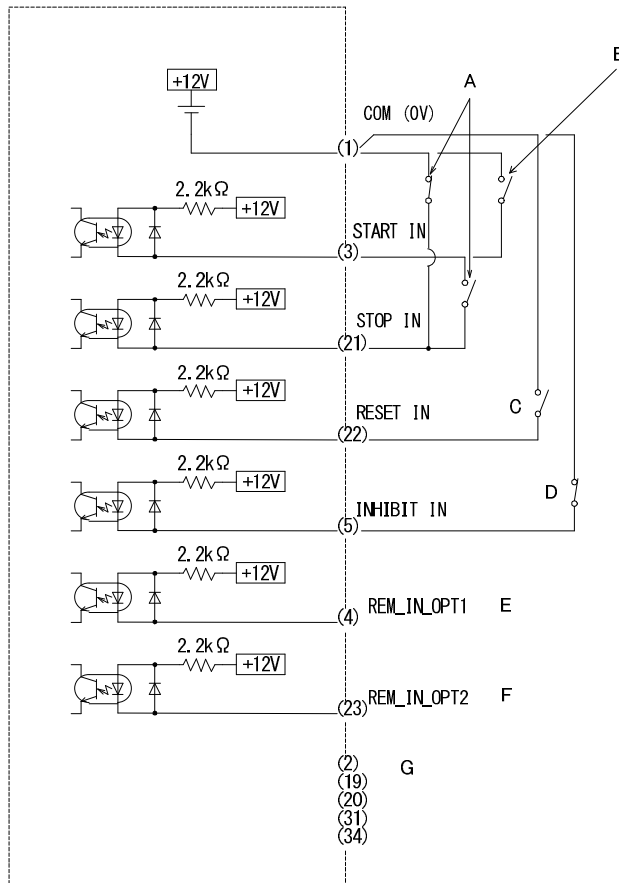 +12V
A
B
COM (0V)
(1)
2.2kΩ
+12V
START IN
(3)
2.2kΩ
+12V
STOP IN
(21)
2.2kΩ
+12V
RESET IN
C
(22)
2.2kΩ
+12V
INHIBIT IN
D
(5)
2.2kΩ
+12V
(4) REM_IN_OPT1 E
2.2kΩ
+12V
(23) REM_IN_OPT2 F
(2) G
(19)
(20)
(31)
(34)